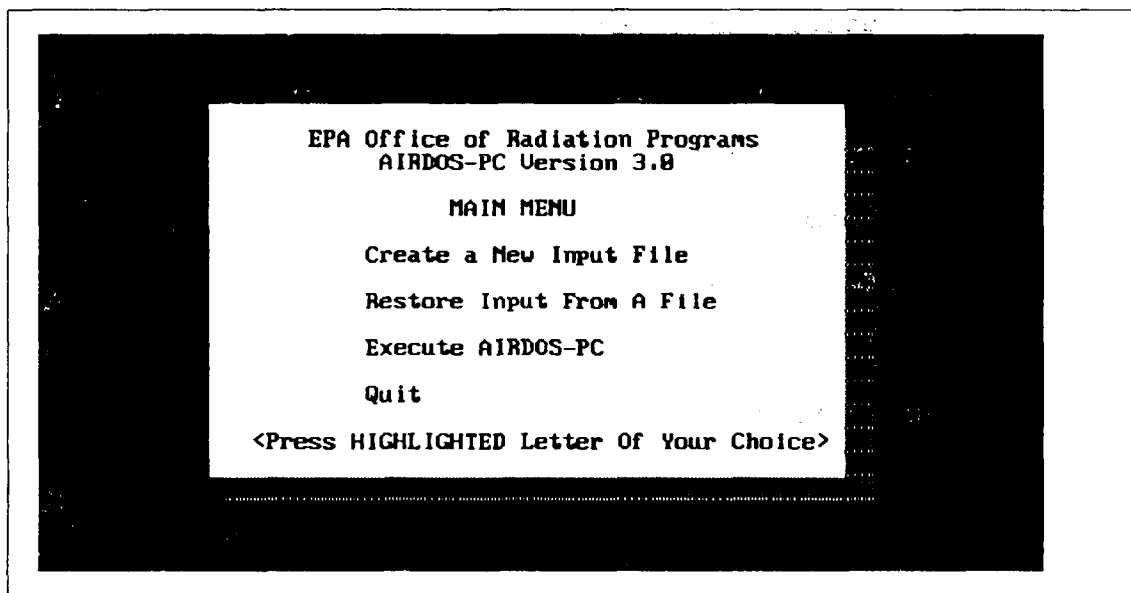 EPA Office of Radiation Programs
AIRDOS-PC Version 3.0
MAIN MENU
Create a New Input File
Restore Input From A File
Execute AIRDOS-PC
Quit
<Press HIGHLIGHTED Letter Of Your Choice>